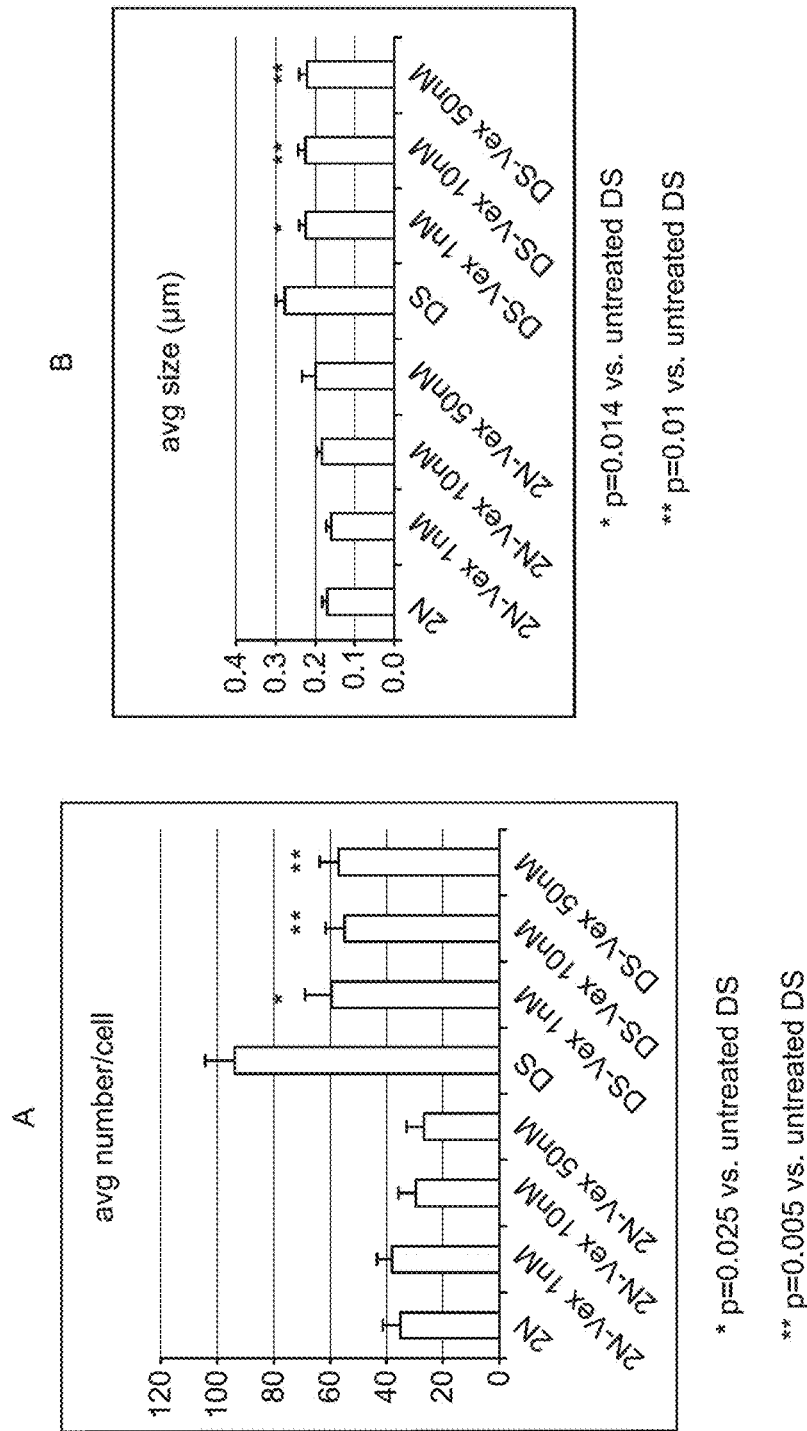 A
avg number/cell
120
100
80
60
40
20
0
*
**
**
2N
2N-Vex 1nM
2N-Vex 10nM
2N-Vex 50nM
DS
DS-Vex 1nM
DS-Vex 10nM
DS-Vex 50nM
* p=0.025 vs. untreated DS
** p=0.005 vs. untreated DS
B
avg size (µm)
0.4
0.3
0.2
0.1
0.0
*
**
**
2N
2N-Vex 1nM
2N-Vex 10nM
2N-Vex 50nM
DS
DS-Vex 1nM
DS-Vex 10nM
DS-Vex 50nM
* p=0.014 vs. untreated DS
** p=0.01 vs. untreated DS